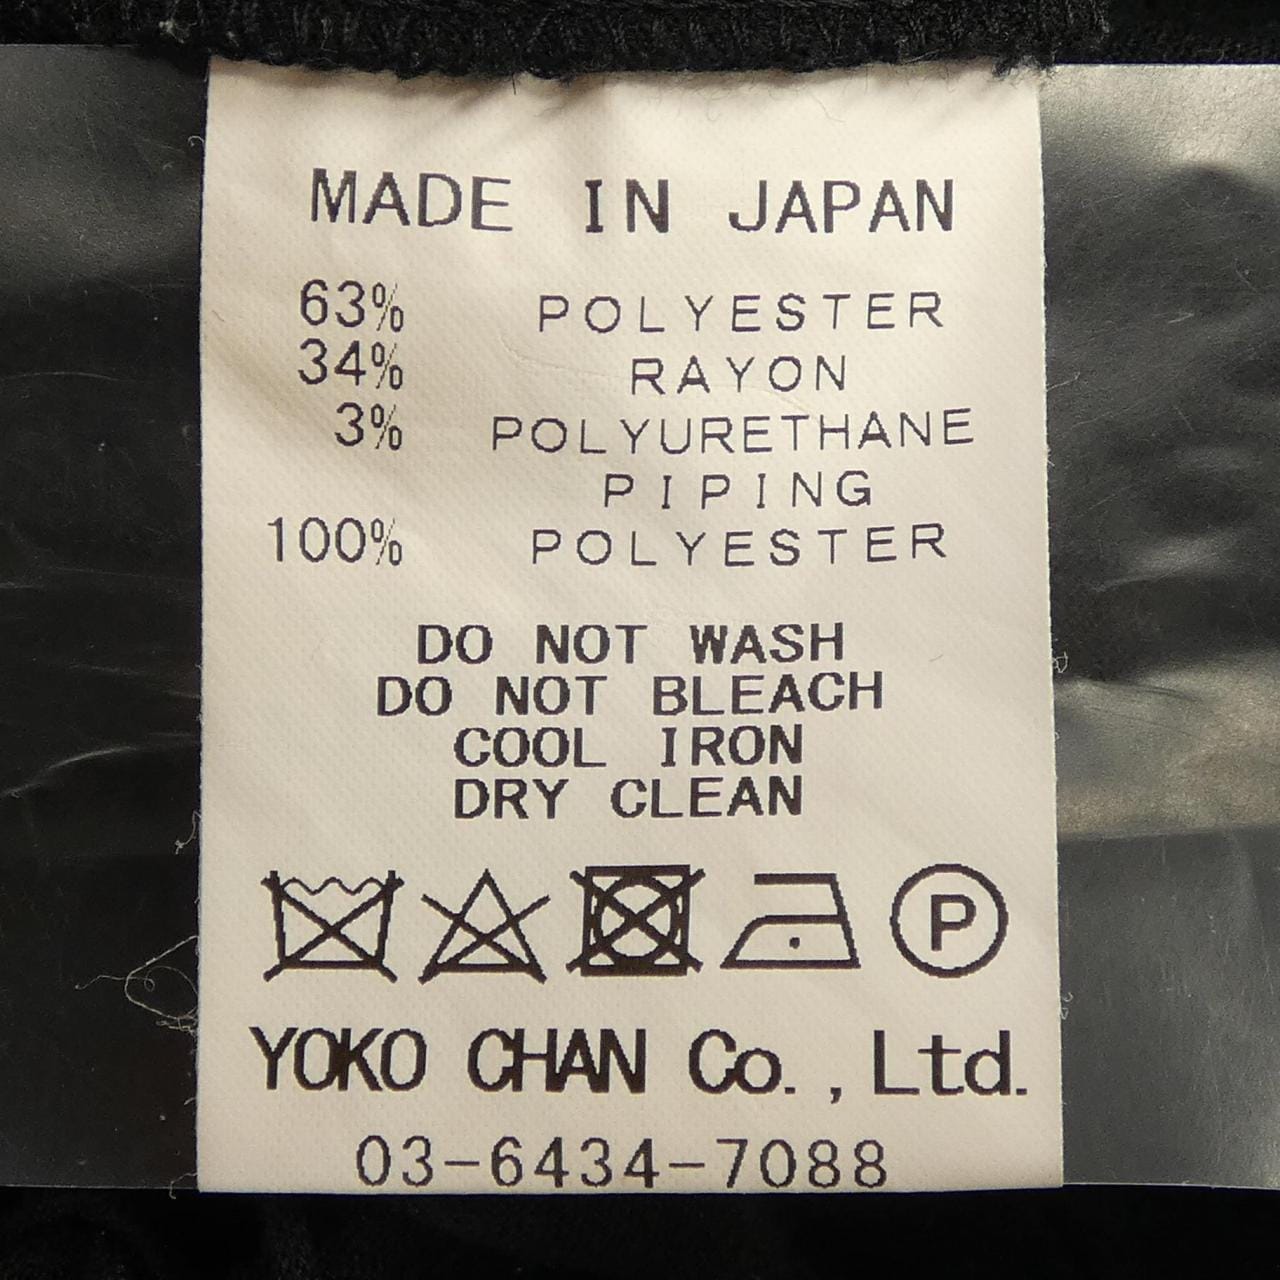 MADE IN JAPAN
63% POLYESTER
34% RAYON
3% POLYURETHANE
PIPING
100% POLYESTER
DO NOT WASH
DO NOT BLEACH
COOL IRON
DRY CLEAN
P
YOKO CHAN Co.,Ltd.
03-6434-7088